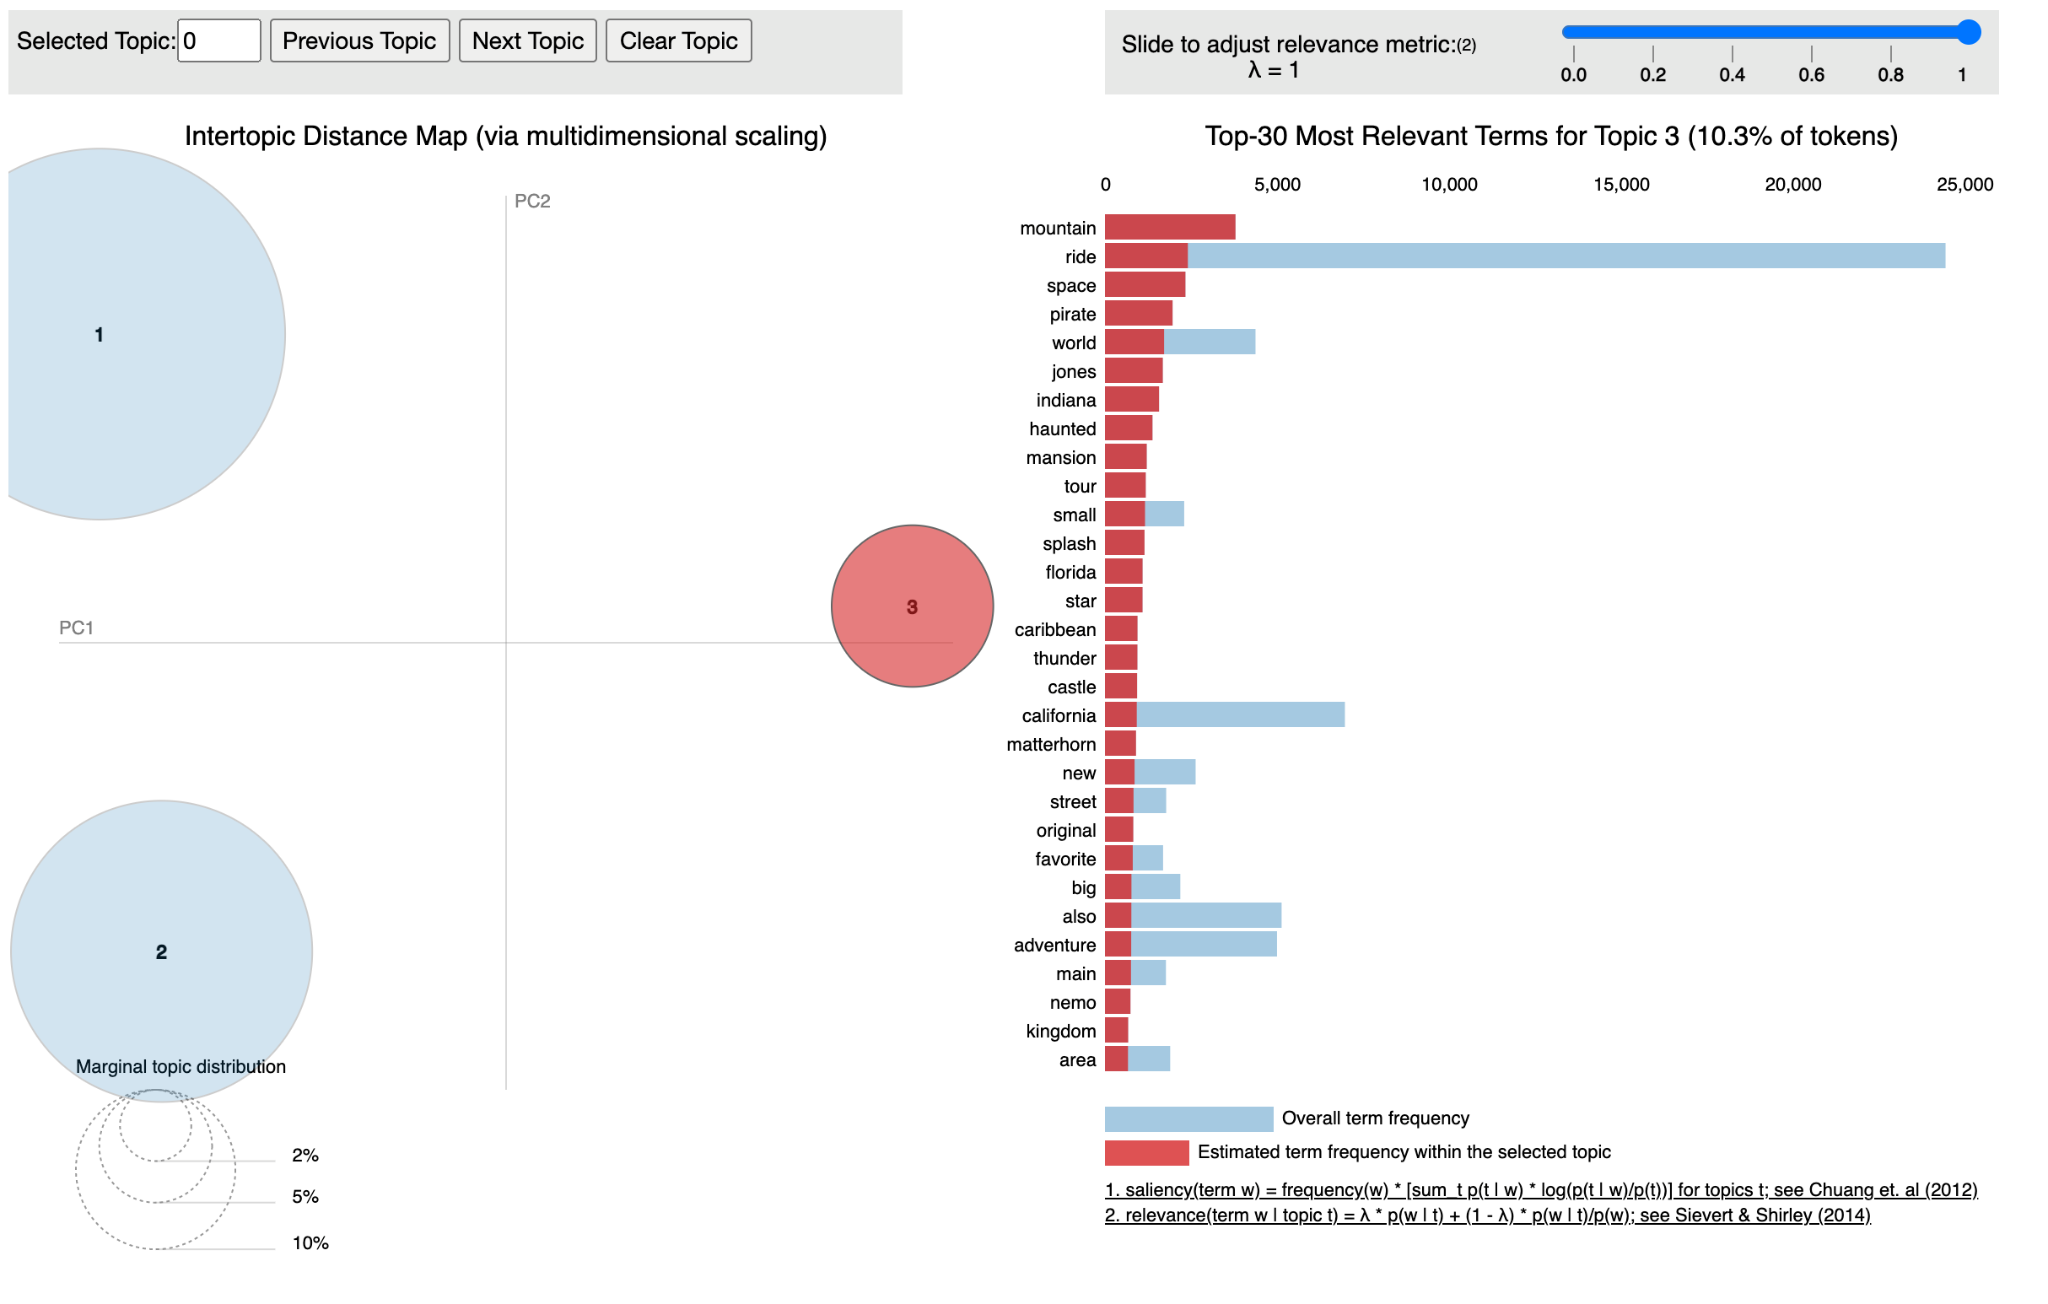 Selected Topic: 0 Previous Topic Next Topic Clear Topic
Slide to adjust relevance metric:(2)
λ = 1
0.0 0.2 0.4 0.6 0.8 1
Intertopic Distance Map (via multidimensional scaling)
PC2
PC1
1
2
3
Marginal topic distribution
2%
5%
10%
Top-30 Most Relevant Terms for Topic 3 (10.3% of tokens)
0 5,000 10,000 15,000 20,000 25,000
mountain
ride
space
pirate
world
jones
indiana
haunted
mansion
tour
small
splash
florida
star
caribbean
thunder
castle
california
matterhorn
new
street
original
favorite
big
also
adventure
main
nemo
kingdom
area
Overall term frequency
Estimated term frequency within the selected topic
1. saliency(term w) = frequency(w) * [sum_t p(t | w) * log(p(t | w)/p(t))] for topics t; see Chuang et. al (2012)
2. relevance(term w | topic t) = λ * p(w | t) + (1 - λ) * p(w | t)/p(w); see Sievert & Shirley (2014)